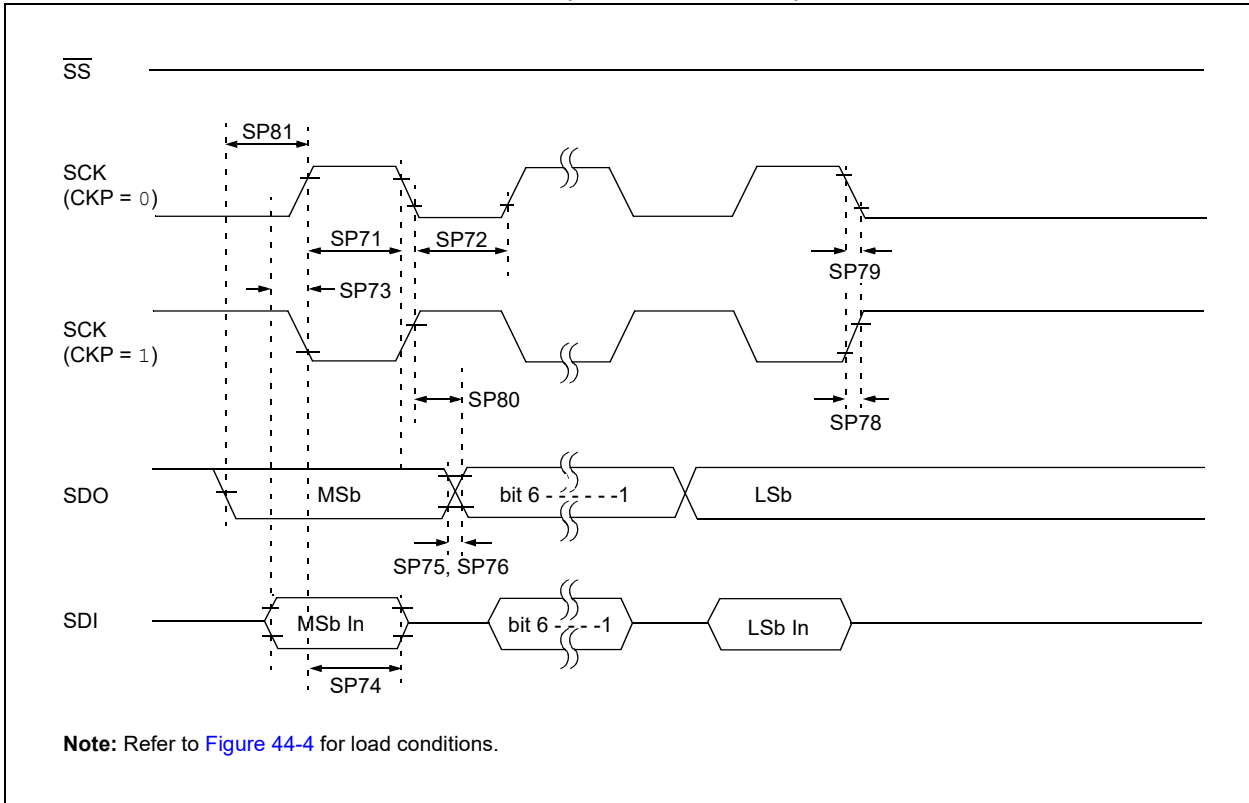 SS
SP81
SCK
(CKP = 0)
SP71
SP72
SP79
SP73
SCK
(CKP = 1)
SP80
SP78
SDO
MSb
bit 6 - - - - - -1
LSb
SP75, SP76
SDI
MSb In
bit 6 - - - -1
LSb In
SP74
Note: Refer to Figure 44-4 for load conditions.